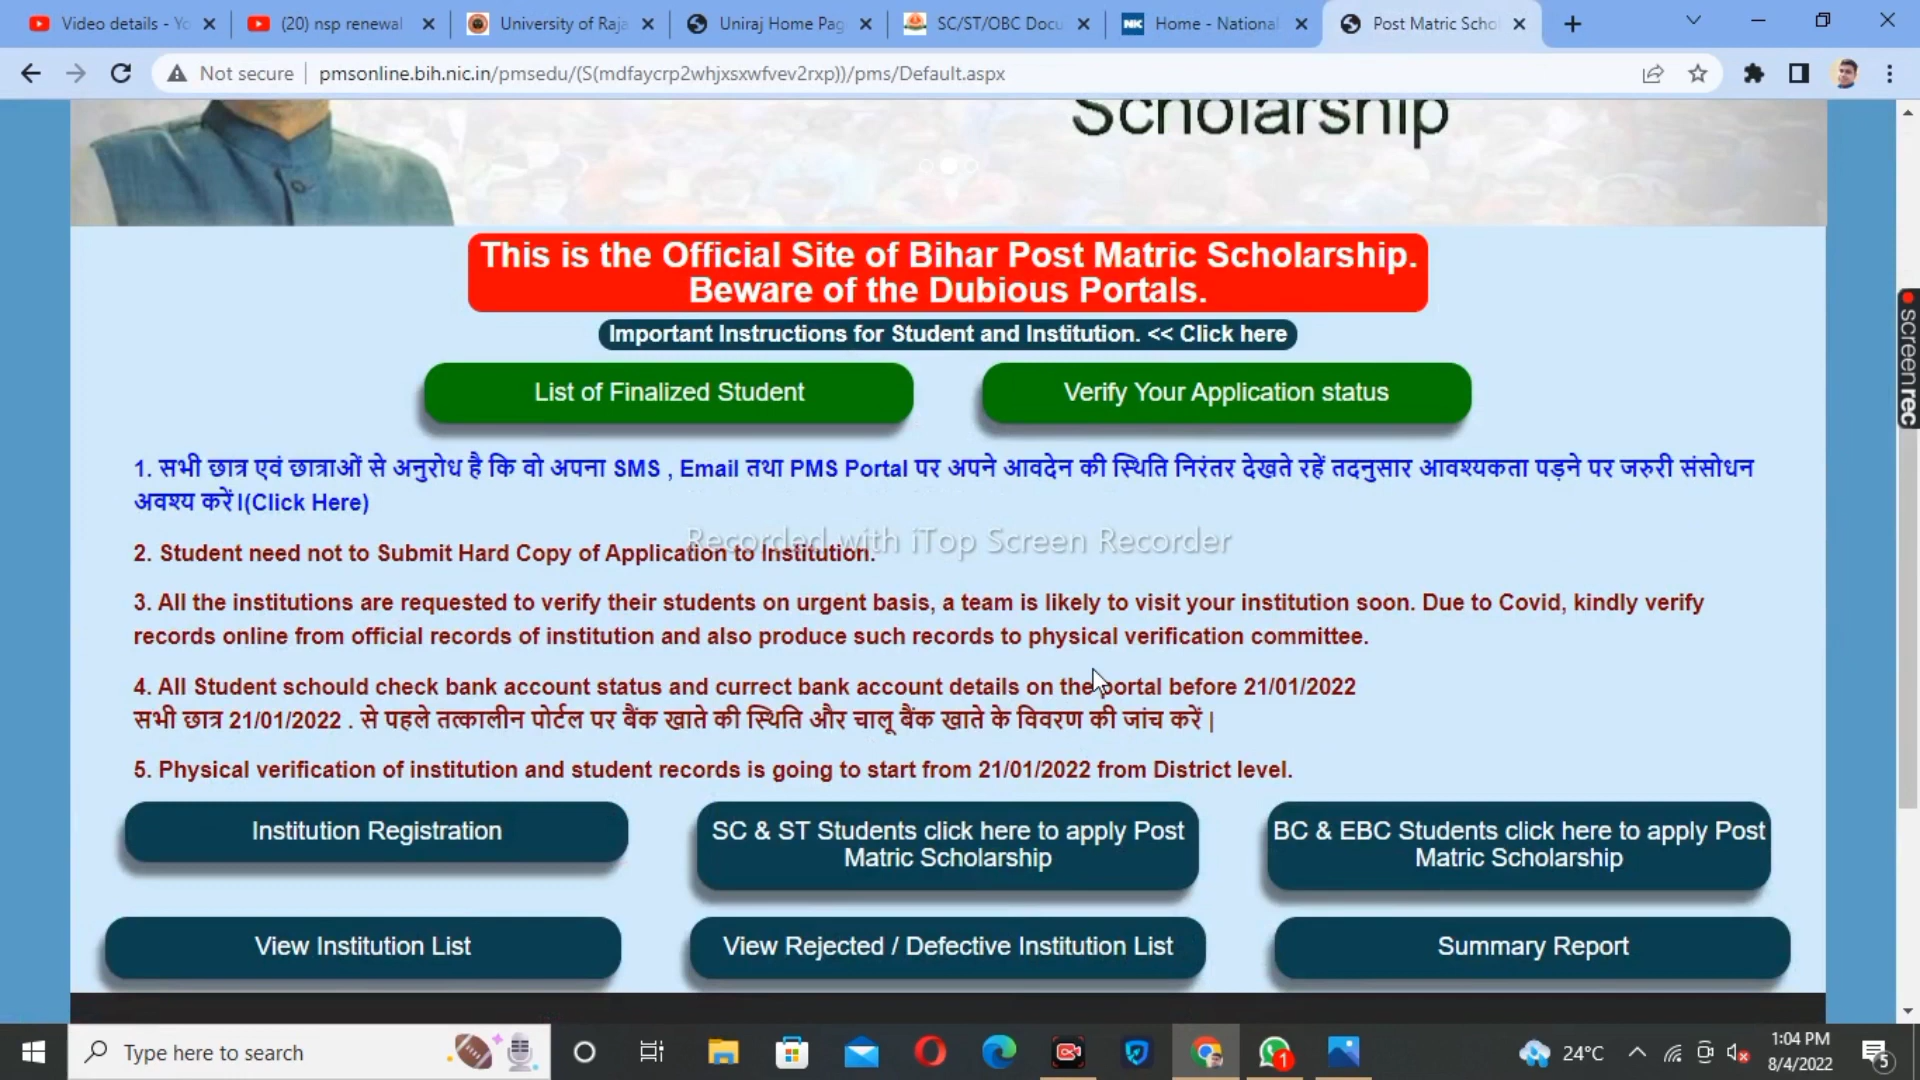 Video details - Yo
(20) nsp renewal
University of Raja
Uniraj Home Pag
SC/ST/OBC Docu
NIC Home - National
Post Matric Schol
Not secure
pmsonline.bih.nic.in/pmsedu/(S(mdfaycrp2whjxsxwfvev2rxp))/pms/Default.aspx
Scholarship
This is the Official Site of Bihar Post Matric Scholarship.
Beware of the Dubious Portals.
Important Instructions for Student and Institution. << Click here
List of Finalized Student
Verify Your Application status
1. सभी छात्र एवं छात्राओं से अनुरोध है कि वो अपना SMS , Email तथा PMS Portal पर अपने आवदेन की स्थिति निरंतर देखते रहें तदनुसार आवश्यकता पड़ने पर जरुरी संसोधन
अवश्य करें।(Click Here)
Recorded with iTop Screen Recorder
2. Student need not to Submit Hard Copy of Application to Institution.
3. All the institutions are requested to verify their students on urgent basis, a team is likely to visit your institution soon. Due to Covid, kindly verify
records online from official records of institution and also produce such records to physical verification committee.
4. All Student schould check bank account status and currect bank account details on the portal before 21/01/2022
सभी छात्र 21/01/2022 . से पहले तत्कालीन पोर्टल पर बैंक खाते की स्थिति और चालू बैंक खाते के विवरण की जांच करें |
5. Physical verification of institution and student records is going to start from 21/01/2022 from District level.
Institution Registration
SC & ST Students click here to apply Post
Matric Scholarship
BC & EBC Students click here to apply Post
Matric Scholarship
View Institution List
View Rejected / Defective Institution List
Summary Report
screenrec
Type here to search
1
24°C
1:04 PM
8/4/2022
5